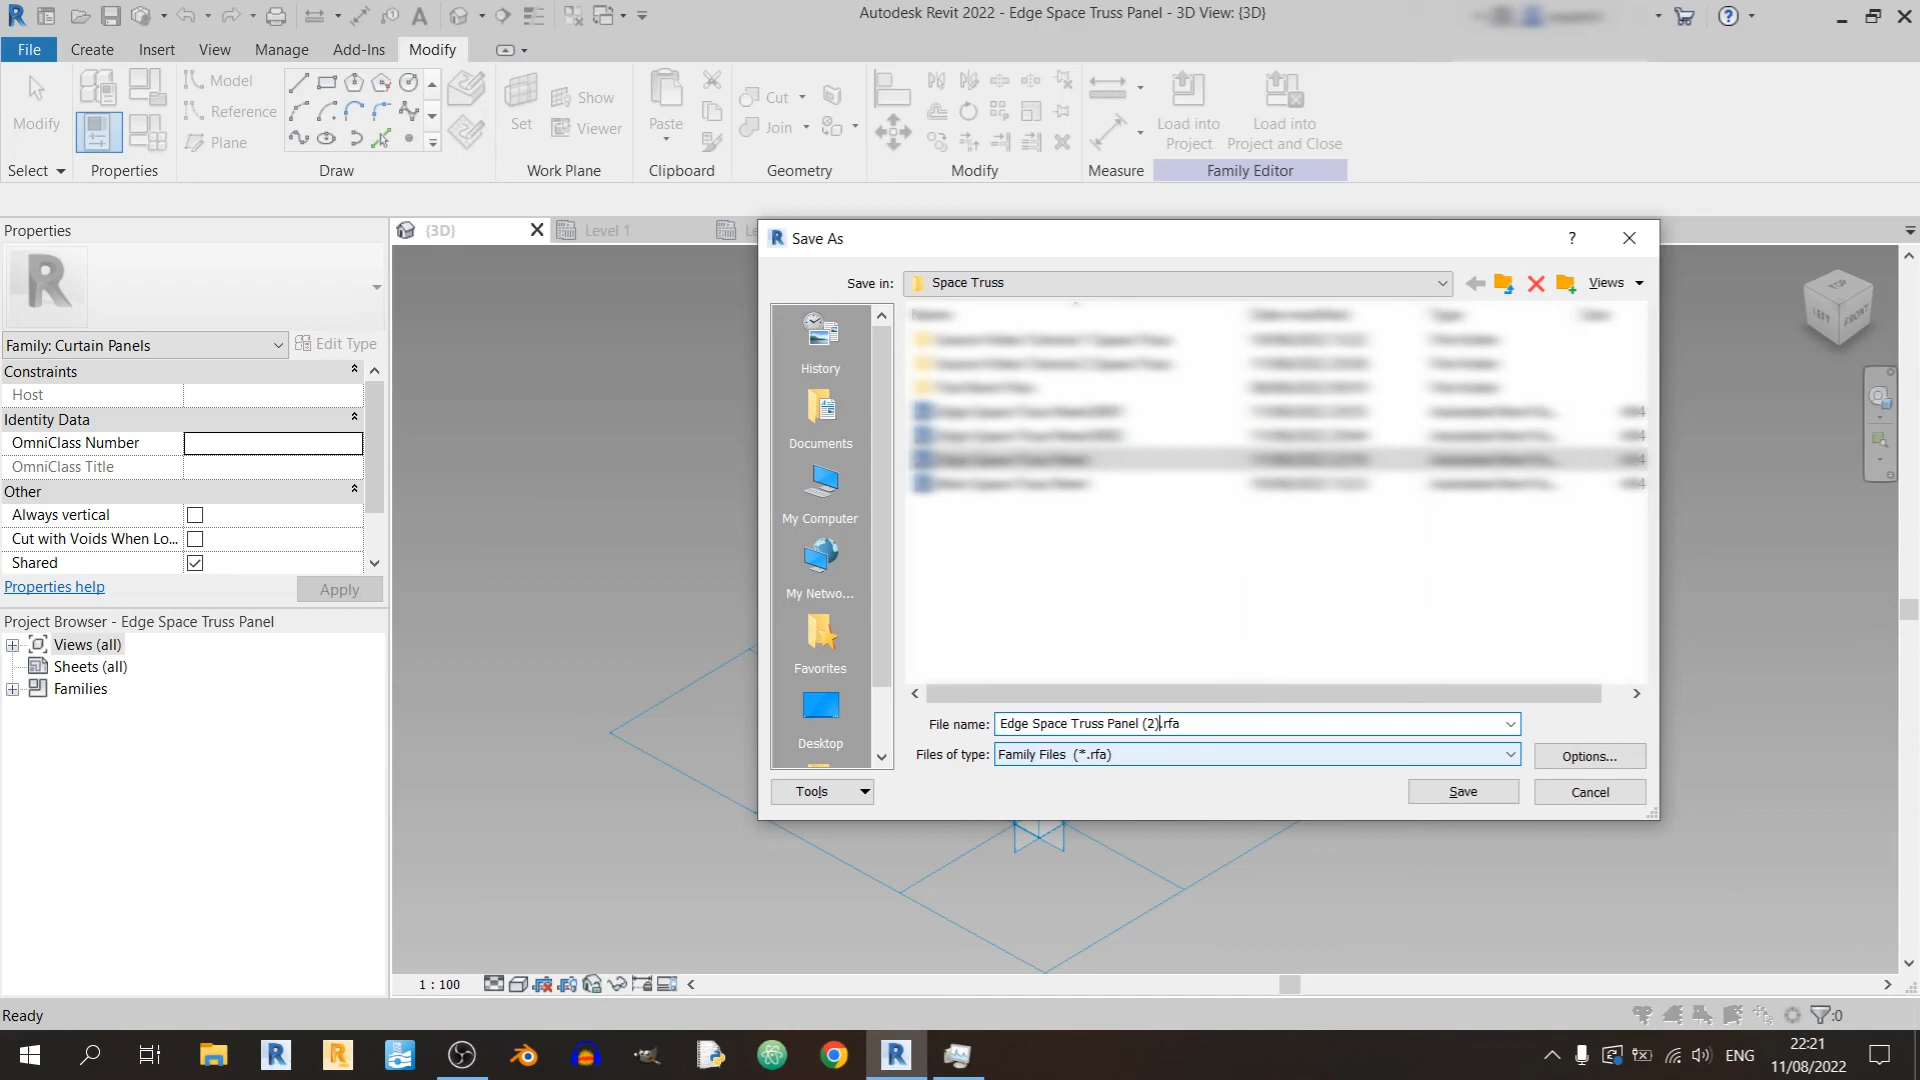 Autodesk Revit 2022 - Edge Space Truss Panel - 3D View: {3D}
File Create Insert View Manage Add-Ins Modify
Modify
Model
Reference
Plane
Set
Show
Viewer
Paste
Cut
Join
Load into Project
Load into Project and Close
Select Properties Draw Work Plane Clipboard Geometry Modify Measure Family Editor
Properties
{3D}
Level 1
Family: Curtain Panels
Edit Type
Constraints
Host
Identity Data
OmniClass Number
OmniClass Title
Other
Always vertical
Cut with Voids When Lo...
Shared
Properties help
Apply
Project Browser - Edge Space Truss Panel
Views (all)
Sheets (all)
Families
Save As
Save in: Space Truss
Views
History
Documents
My Computer
My Netwo...
Favorites
Desktop
File name: Edge Space Truss Panel (2).rfa
Files of type: Family Files (*.rfa)
Options...
Tools
Save
Cancel
TOP
LEFT
FRONT
1 : 100
Ready
:0
ENG
22:21
11/08/2022